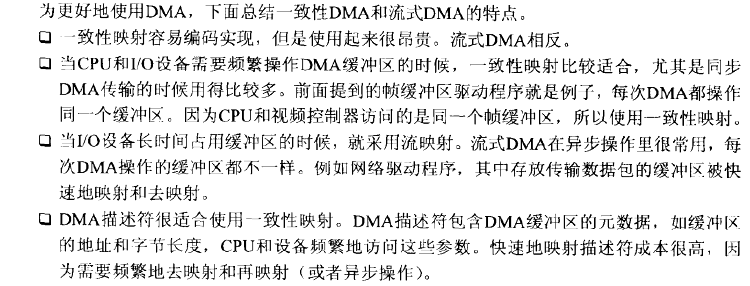 为更好地使用DMA，下面总结一致性DMA和流式DMA的特点。
❑ 一致性映射容易编码实现，但是使用起来很昂贵。流式DMA相反。
❑ 当CPU和I/O设备需要频繁操作DMA缓冲区的时候，一致性映射比较适合，尤其是同步
DMA传输的时候用得比较多。前面提到的帧缓冲区驱动程序就是例了，每次DMA都操作
同一个缓冲区。因为CPU和视频控制器访问的是同一个帧缓冲区，所以使用一致性映射。
❑ 当I/O设备长时间占用缓冲区的时候，就采用流映射。流式DMA在异步操作里很常用，每
次DMA操作的缓冲区都不一样。例如网络驱动程序，其中存放传输数据包的缓冲区被快
速地映射和去映射。
❑ DMA描述符很适合使用一致性映射。DMA描述符包含DMA缓冲区的元数据，如缓冲区
的地址和字节长度，CPU和设备频繁地访问这些参数。快速地映射描述符成本很高，因
为需要频繁地去映射和再映射（或者异步操作）。